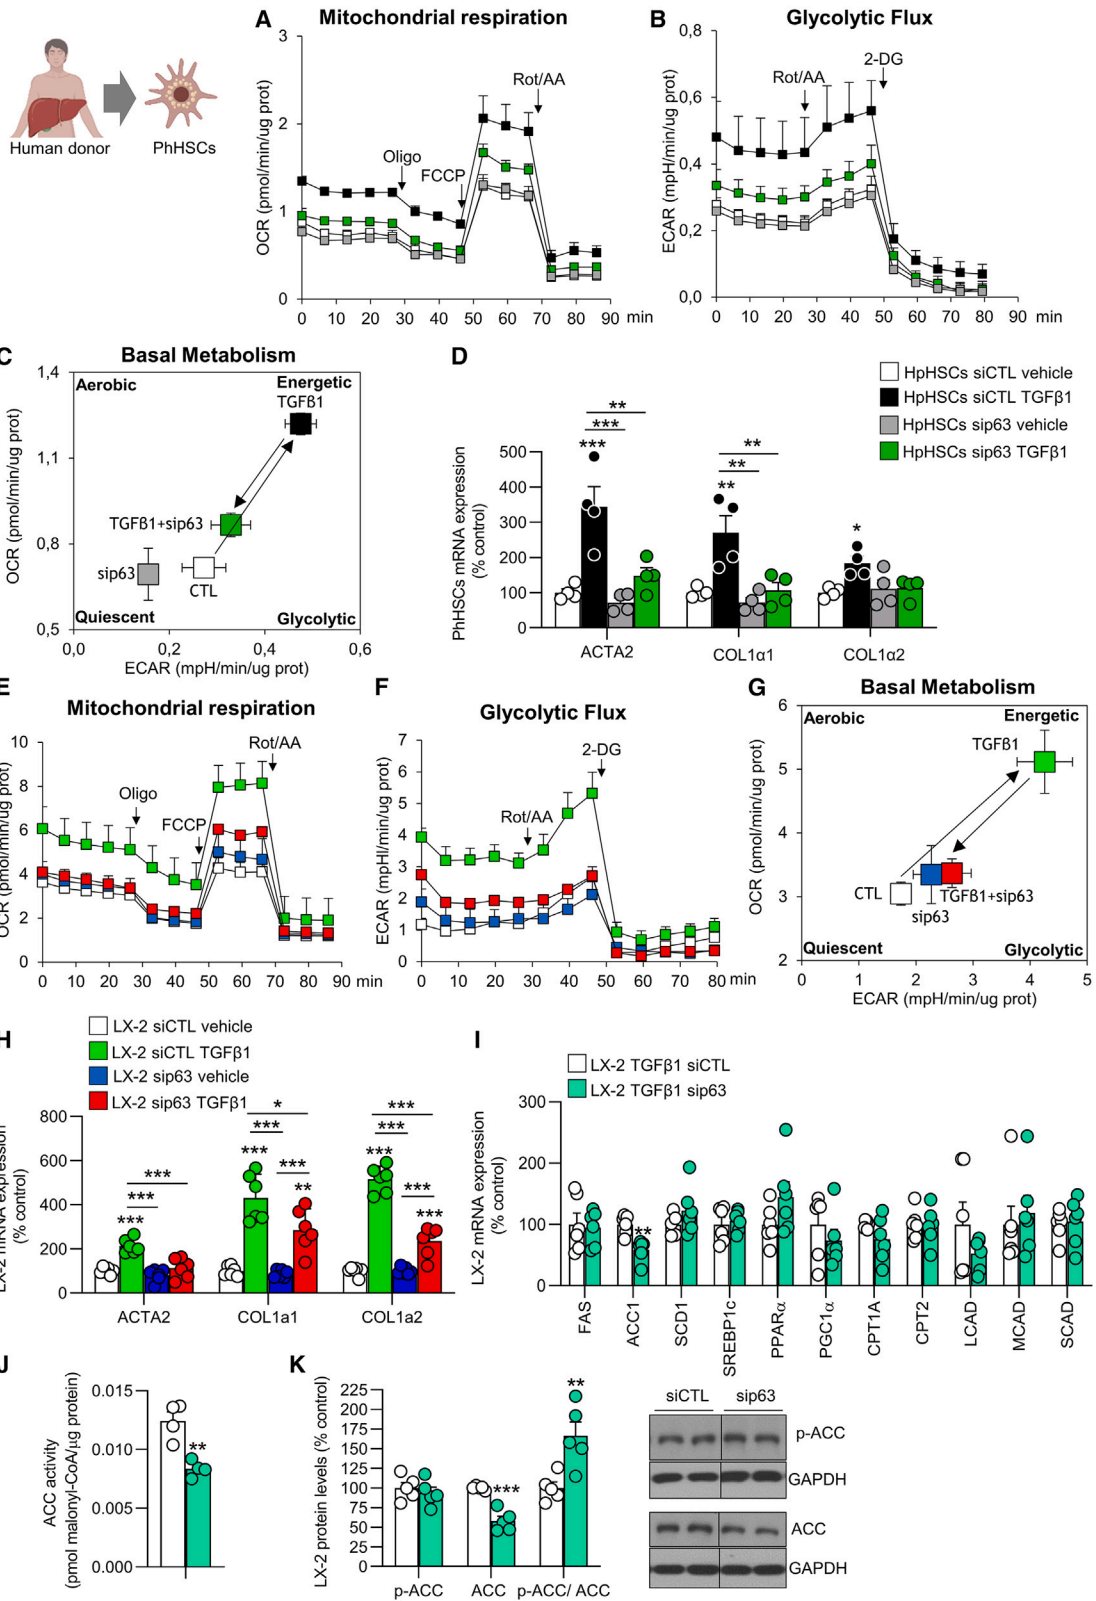 Human donor
PhHSCs
A Mitochondrial respiration
OCR (pmol/min/ug prot)
3
2
1
0
Oligo
FCCP
Rot/AA
0 10 20 30 40 50 60 70 80 90 min
B Glycolytic Flux
ECAR (mpH/min/ug prot)
0,8
0,6
0,4
0,2
0,0
Rot/AA
2-DG
0 10 20 30 40 50 60 70 80 90 min
C Basal Metabolism
OCR (pmol/min/ug prot)
1,4
1,1
0,8
0,5
Aerobic
Energetic
TGFβ1
TGFβ1+sip63
sip63
CTL
Quiescent
Glycolytic
0,0 0,2 0,4 0,6
ECAR (mpH/min/ug prot)
D
HpHSCs siCTL vehicle
HpHSCs siCTL TGFβ1
HpHSCs sip63 vehicle
HpHSCs sip63 TGFβ1
PhHSCs mRNA expression
(% control)
500
400
300
200
100
0
**
***
***
**
**
**
*
ACTA2 COL1α1 COL1α2
E
Mitochondrial respiration
OCR (pmol/min/ug prot)
10
8
6
4
2
0
Oligo
FCCP
Rot/AA
0 10 20 30 40 50 60 70 80 90 min
F
Glycolytic Flux
ECAR (mpHl/min/ug prot)
7
6
5
4
3
2
1
0
Rot/AA
2-DG
0 10 20 30 40 50 60 70 80 min
G Basal Metabolism
OCR (pmol/min/ug prot)
6
5
4
3
2
Aerobic
Energetic
TGFβ1
CTL
sip63
TGFβ1+sip63
Quiescent
Glycolytic
0 1 2 3 4 5
ECAR (mpH/min/ug prot)
H
LX-2 siCTL vehicle
LX-2 siCTL TGFβ1
LX-2 sip63 vehicle
LX-2 sip63 TGFβ1
LX-2 mRNA expression
(% control)
800
600
400
200
0
***
***
***
*
***
***
***
**
***
***
***
***
***
ACTA2 COL1a1 COL1a2
I
LX-2 TGFβ1 siCTL
LX-2 TGFβ1 sip63
LX-2 mRNA expression
(% control)
300
200
100
0
**
FAS
ACC1
SCD1
SREBP1c
PPARα
PGC1α
CPT1A
CPT2
LCAD
MCAD
SCAD
J
ACC activity
(pmol malonyl-CoA/μg protein)
0.015
0.010
0.005
0.000
**
K
LX-2 protein levels (% control)
225
200
175
150
125
100
75
50
25
0
***
**
p-ACC ACC p-ACC/ ACC
siCTL sip63
p-ACC
GAPDH
ACC
GAPDH